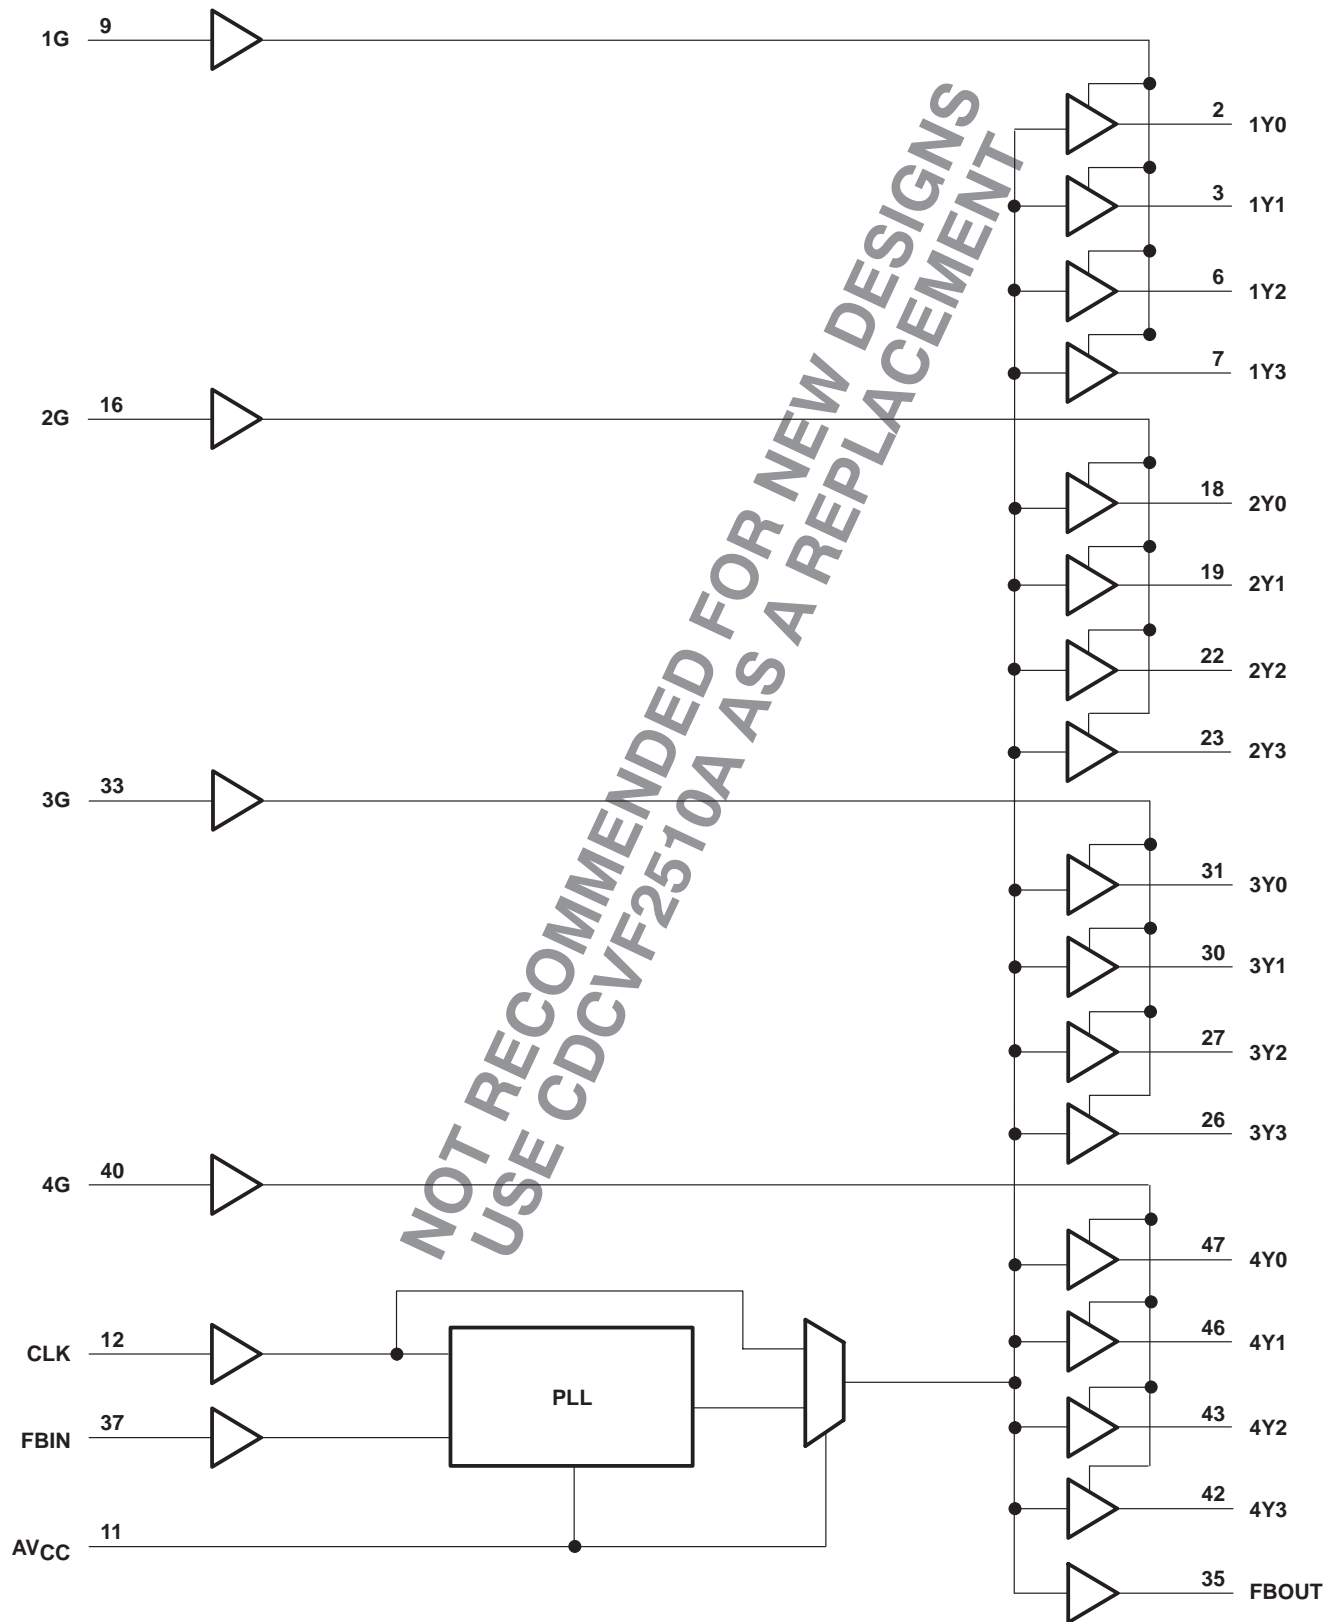 1G 9
2 1Y0
3 1Y1
6 1Y2
7 1Y3
2G 16
18 2Y0
19 2Y1
22 2Y2
23 2Y3
3G 33
31 3Y0
30 3Y1
27 3Y2
26 3Y3
4G 40
47 4Y0
CLK 12
46 4Y1
PLL
FBIN 37
43 4Y2
42 4Y3
AVCC 11
35 FBOUT
NOT RECOMMENDED FOR NEW DESIGNS
USE CDCVF2510A AS A REPLACEMENT